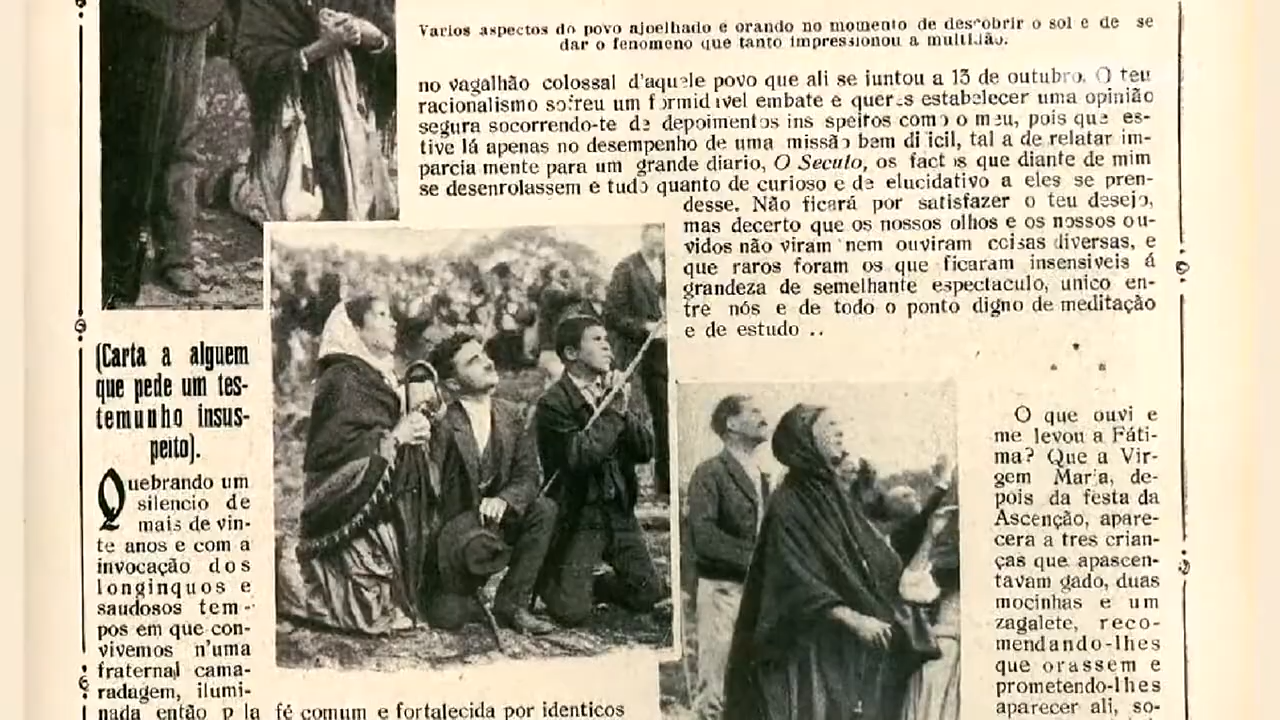 Varios aspectos do povo ajoelhado e orando no momento de descobrir o sol e de se
dar o fenomeno que tanto impressionou a multidão.
(Carta a alguem
que pede um tes-
temunho insus-
peito).
Quebrando um
silencio de
mais de vin-
te anos e com a
invocação dos
longinquos e
saudosos tem-
pos em que con-
vivemos n'uma
fraternal cama-
radagem, ilumi-
nada então p la
fé comum e fortalecida por identicos
no vagalhão colossal d'aquele povo que ali se juntou a 13 de outubro. O teu
racionalismo sofreu um formidavel embate e queres estabelecer uma opinião
segura socorrendo-te de depoimentos insuspeitos como o meu, pois que es-
tive lá apenas no desempenho de uma missão bem dificil, tal a de relatar im-
parcialmente para um grande diario, O Seculo, os factos que diante de mim
se desenrolassem e tudo quanto de curioso e de elucidativo a eles se pren-
desse. Não ficará por satisfazer o teu desejo,
mas decerto que os nossos olhos e os nossos ou-
vidos não viram nem ouviram coisas diversas, e
que raros foram os que ficaram insensiveis á
grandeza de semelhante espectaculo, unico en-
tre nós e de todo o ponto digno de meditação
e de estudo ..
O que ouvi e
me levou a Fáti-
ma? Que a Vir-
gem Maria, de-
pois da festa da
Ascenção, apare-
cera a tres crian-
ças que apascen-
tavam gado, duas
mocinhas e um
zagalete, reco-
mendando-lhes
que orassem e
prometendo-lhes
aparecer ali, so-